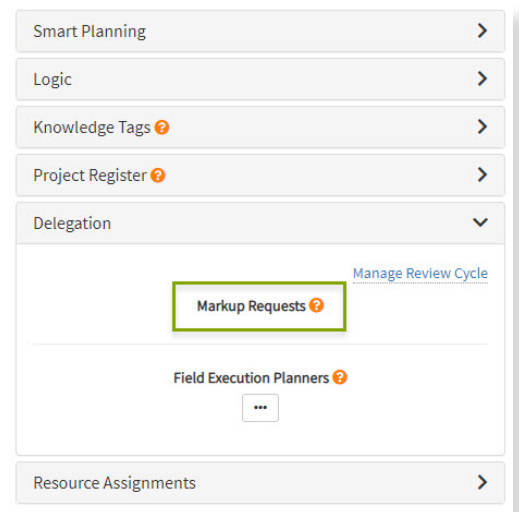 Smart Planning
Logic
Knowledge Tags
Project Register
Delegation
Manage Review Cycle
Markup Requests
Field Execution Planners
Resource Assignments